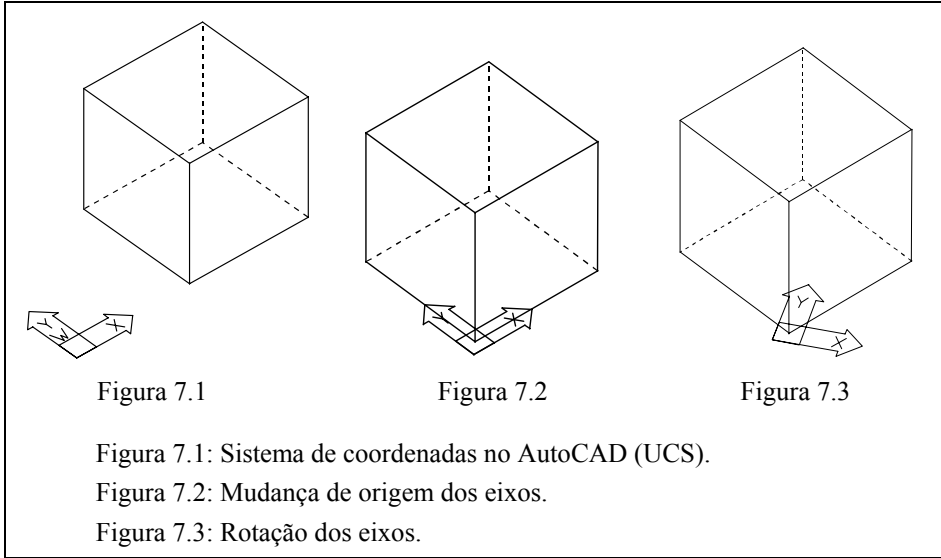 Y W X
Y X
Y X
Figura 7.1 Figura 7.2 Figura 7.3
Figura 7.1: Sistema de coordenadas no AutoCAD (UCS).
Figura 7.2: Mudança de origem dos eixos.
Figura 7.3: Rotação dos eixos.